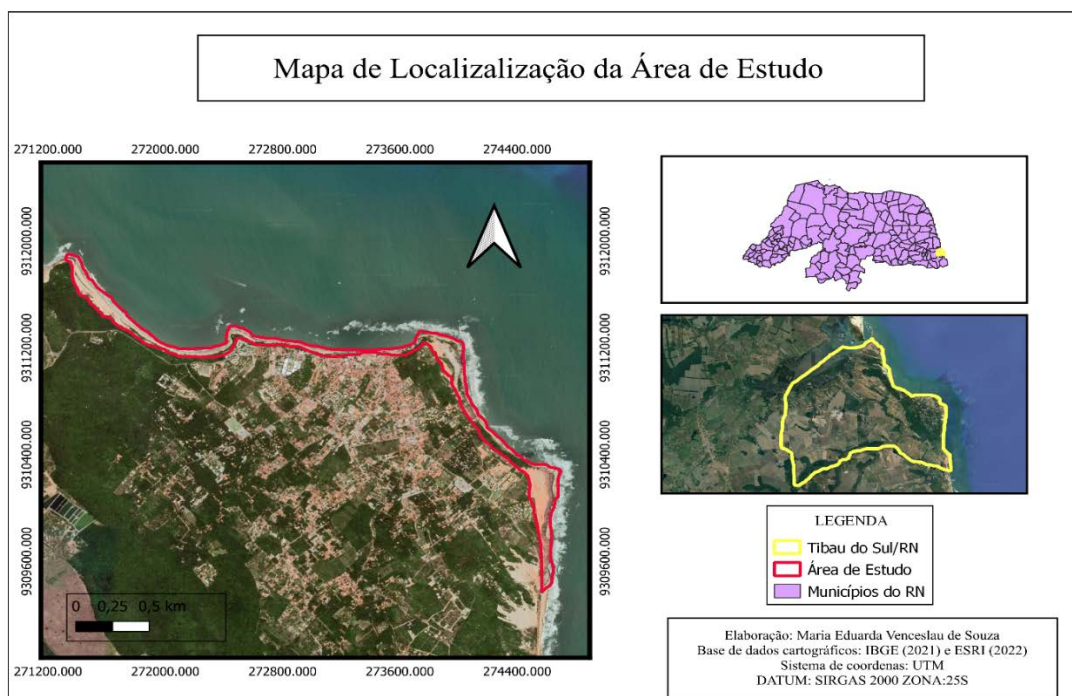 Mapa de Localizalização da Área de Estudo
271200.000 272000.000 272800.000 273600.000 274400.000
9312000.000
9311200.000
9310400.000
9309600.000
9312000.000
9311200.000
9310400.000
9309600.000
0 0,25 0,5 km
271200.000 272000.000 272800.000 273600.000 274400.000
LEGENDA
Tibau do Sul/RN
Área de Estudo
Municípios do RN
Elaboração: Maria Eduarda Venceslau de Souza
Base de dados cartográficos: IBGE (2021) e ESRI (2022)
Sistema de coordenas: UTM
DATUM: SIRGAS 2000 ZONA:25S